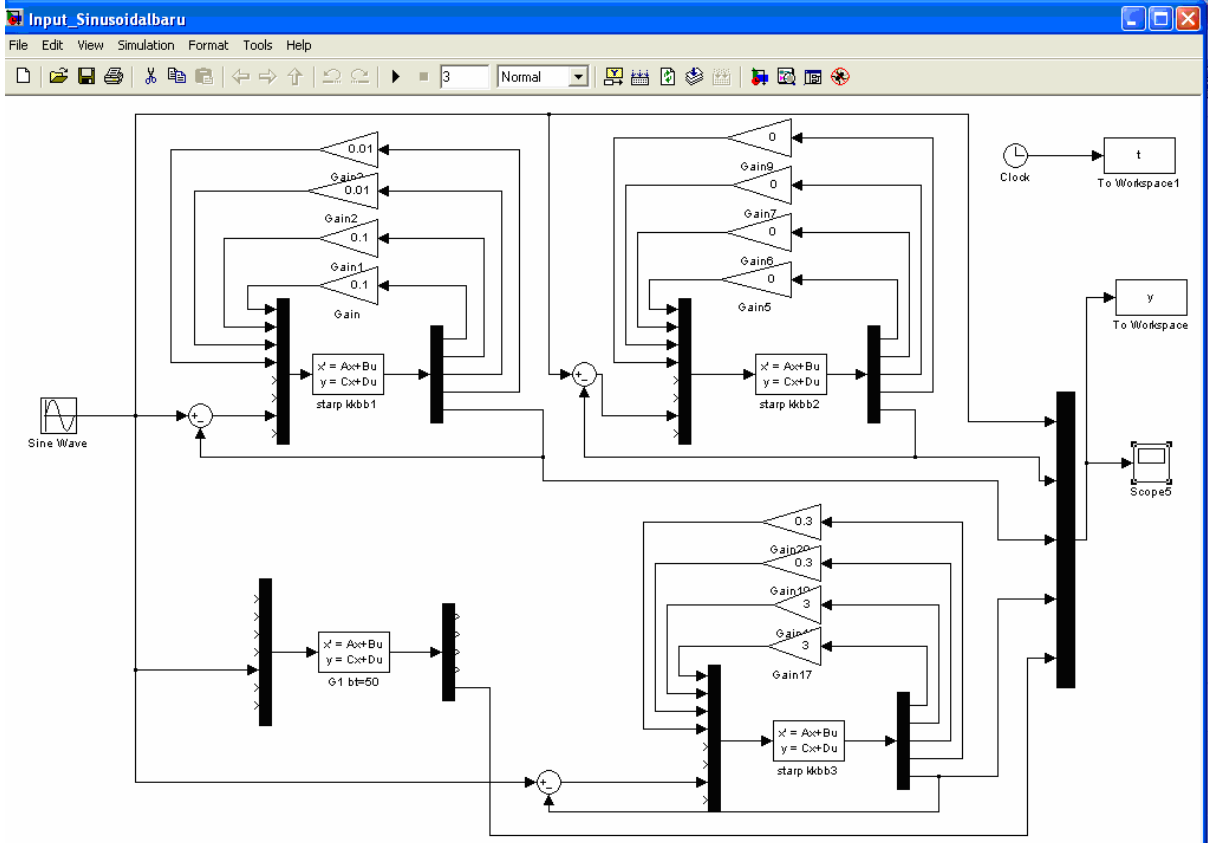 Input_Sinusoidalbaru
File Edit View Simulation Format Tools Help
3 Normal
0.01
0.01
Gain2
0.1
Gain1
0.1
Gain
x' = Ax+Bu
y = Cx+Du
starp kkbb1
0
Gain9
0
Gain7
0
Gain6
0
Gain5
x' = Ax+Bu
y = Cx+Du
starp kkbb2
Clock
t
To Workspace1
y
To Workspace
Scope5
Sine Wave
x' = Ax+Bu
y = Cx+Du
G1 bt=50
0.3
Gain20
0.3
3
3
Gain17
x' = Ax+Bu
y = Cx+Du
starp kkbb3